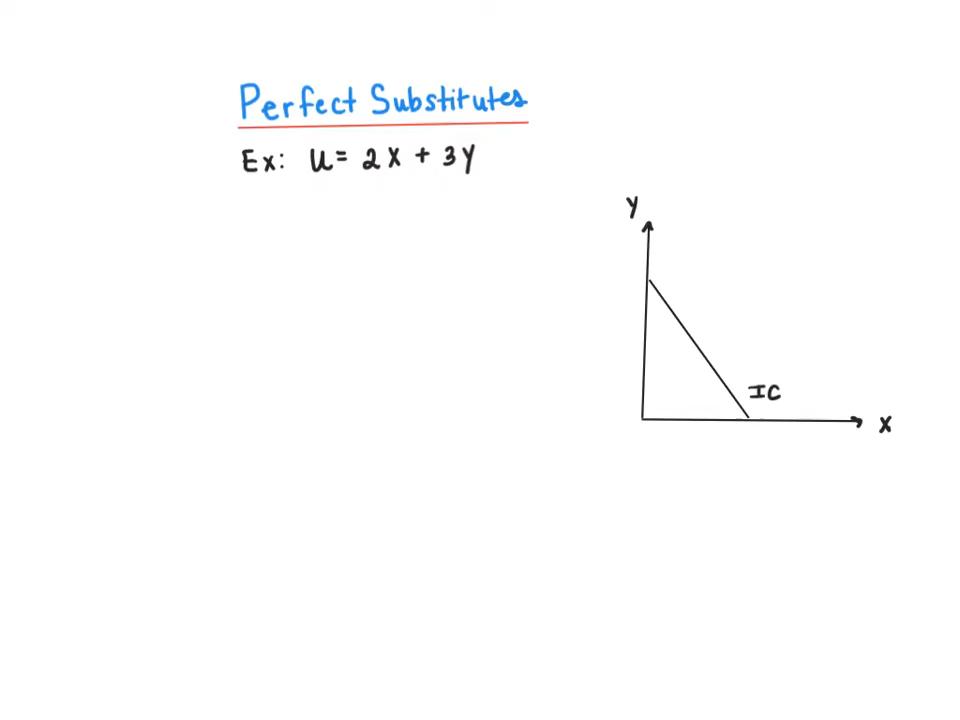 Perfect Substitutes
Ex: U = 2X + 3Y
Y
IC
X